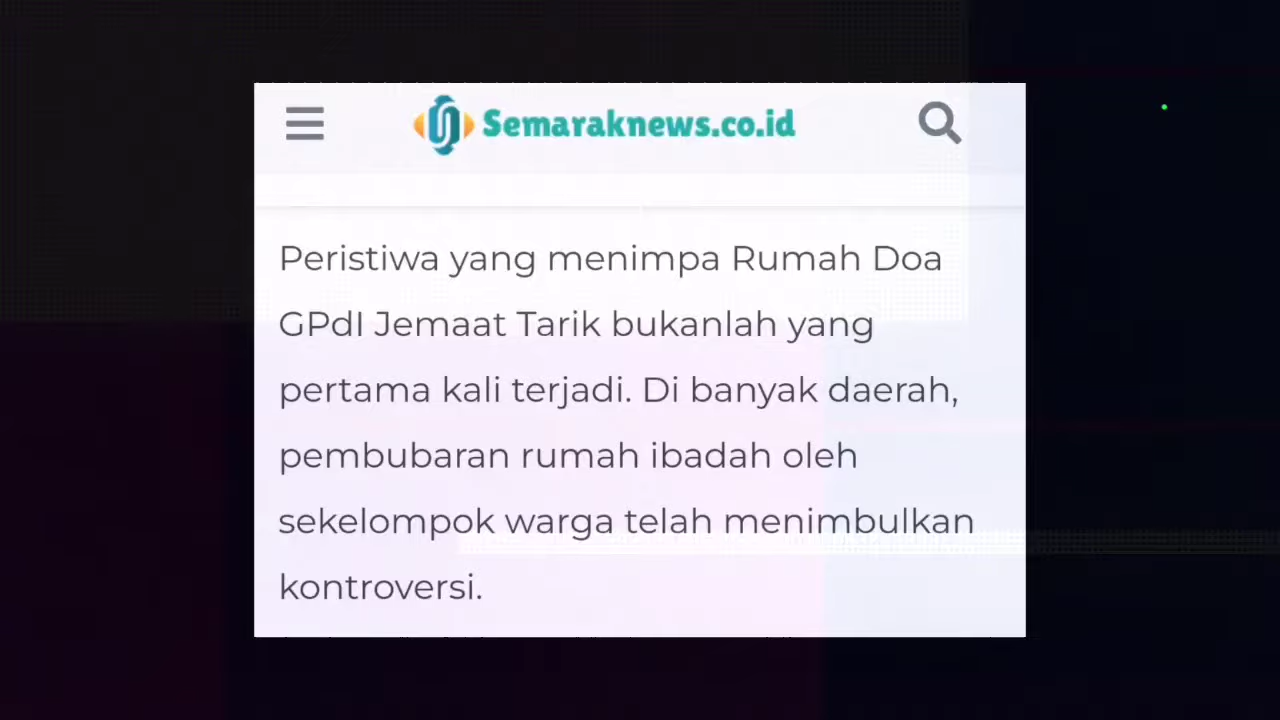 Semaraknews.co.id
Peristiwa yang menimpa Rumah Doa
GPdI Jemaat Tarik bukanlah yang
pertama kali terjadi. Di banyak daerah,
pembubaran rumah ibadah oleh
sekelompok warga telah menimbulkan
kontroversi.